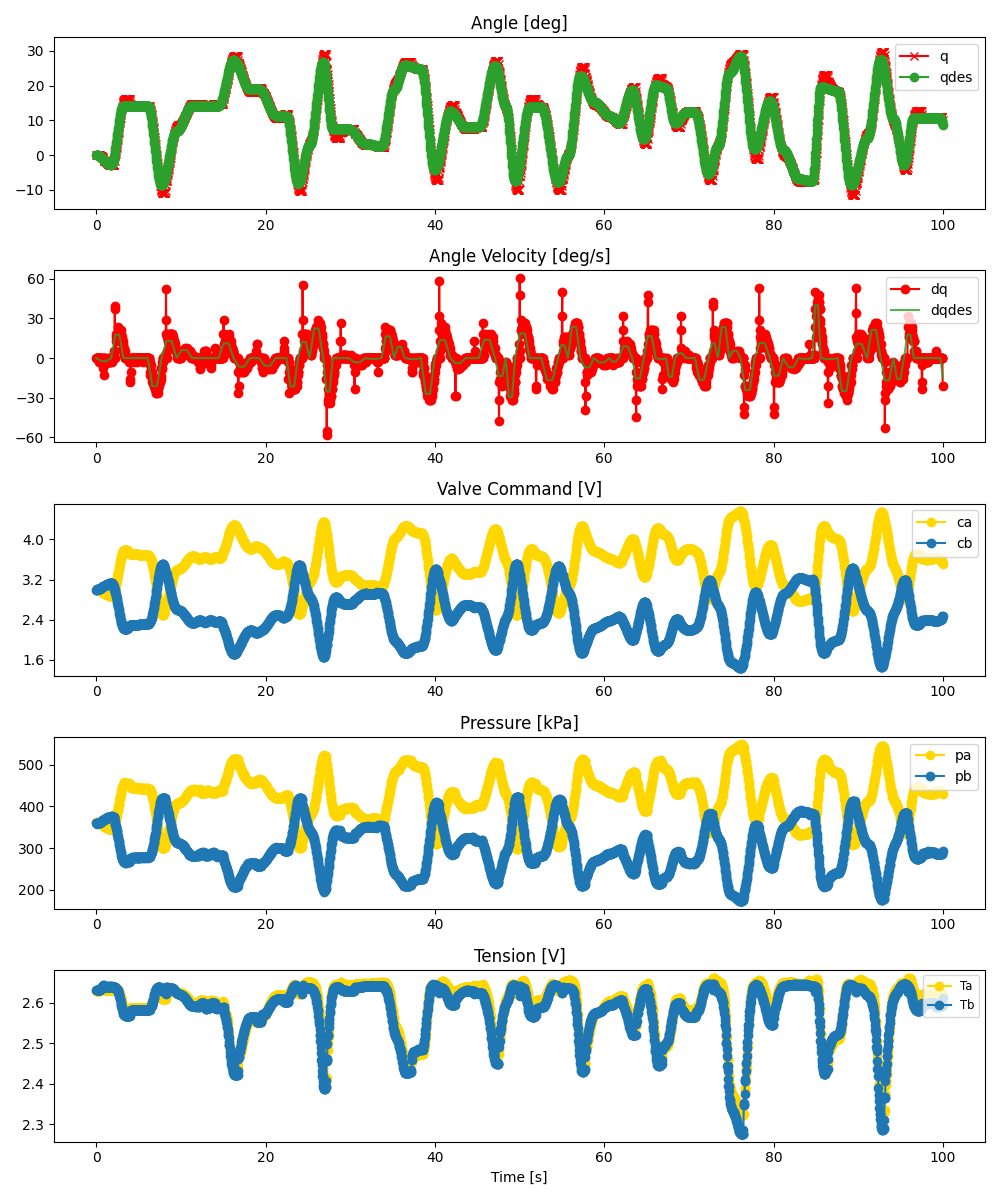 Angle [deg]
30
20
10
0
−10
q
qdes
0 20 40 60 80 100
Angle Velocity [deg/s]
60
30
0
−30
−60
dq
dqdes
0 20 40 60 80 100
Valve Command [V]
4.0
3.2
2.4
1.6
ca
cb
0 20 40 60 80 100
Pressure [kPa]
500
400
300
200
pa
pb
0 20 40 60 80 100
Tension [V]
2.6
2.5
2.4
2.3
Ta
Tb
0 20 40 60 80 100
Time [s]